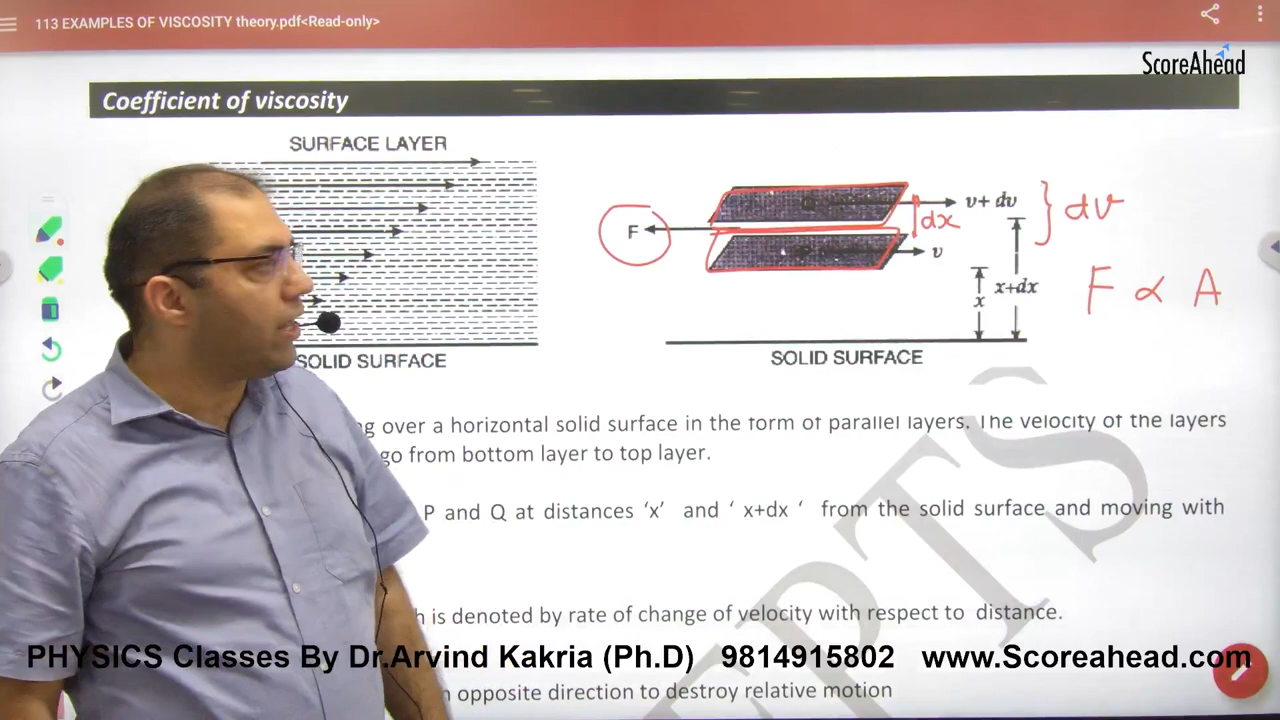 113 EXAMPLES OF VISCOSITY theory.pdf<Read-only>
ScoreAhead
Coefficient of viscosity
SURFACE LAYER
SOLID SURFACE
F
v+ dv
dx
v
x
x+dx
} dv
F ∝ A
SOLID SURFACE
over a horizontal solid surface in the form of parallel layers. The velocity of the layers
go from bottom layer to top layer.
P and Q at distances ‘x’ and ‘ x+dx ‘ from the solid surface and moving with
is denoted by rate of change of velocity with respect to distance.
PHYSICS Classes By Dr.Arvind Kakria (Ph.D) 9814915802 www.Scoreahead.com
opposite direction to destroy relative motion